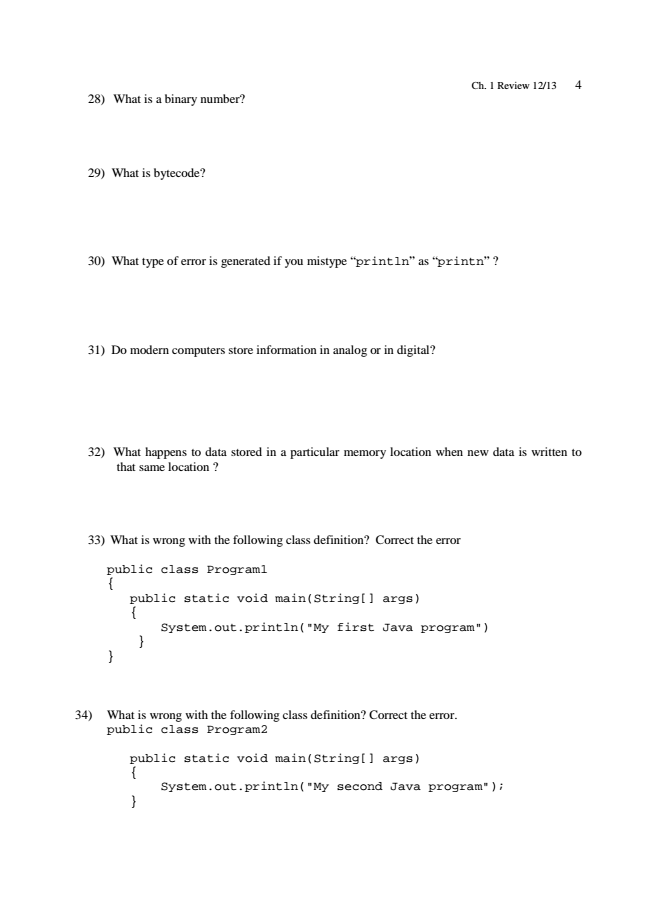 Ch. 1 Review 12/13 4
28) What is a binary number?
29) What is bytecode?
30) What type of error is generated if you mistype “println” as “printn” ?
31) Do modern computers store information in analog or in digital?
32) What happens to data stored in a particular memory location when new data is written to
that same location ?
33) What is wrong with the following class definition? Correct the error
public class Program1
{
public static void main(String[] args)
{
System.out.println("My first Java program")
}
}
34) What is wrong with the following class definition? Correct the error.
public class Program2
public static void main(String[] args)
{
System.out.println("My second Java program");
}